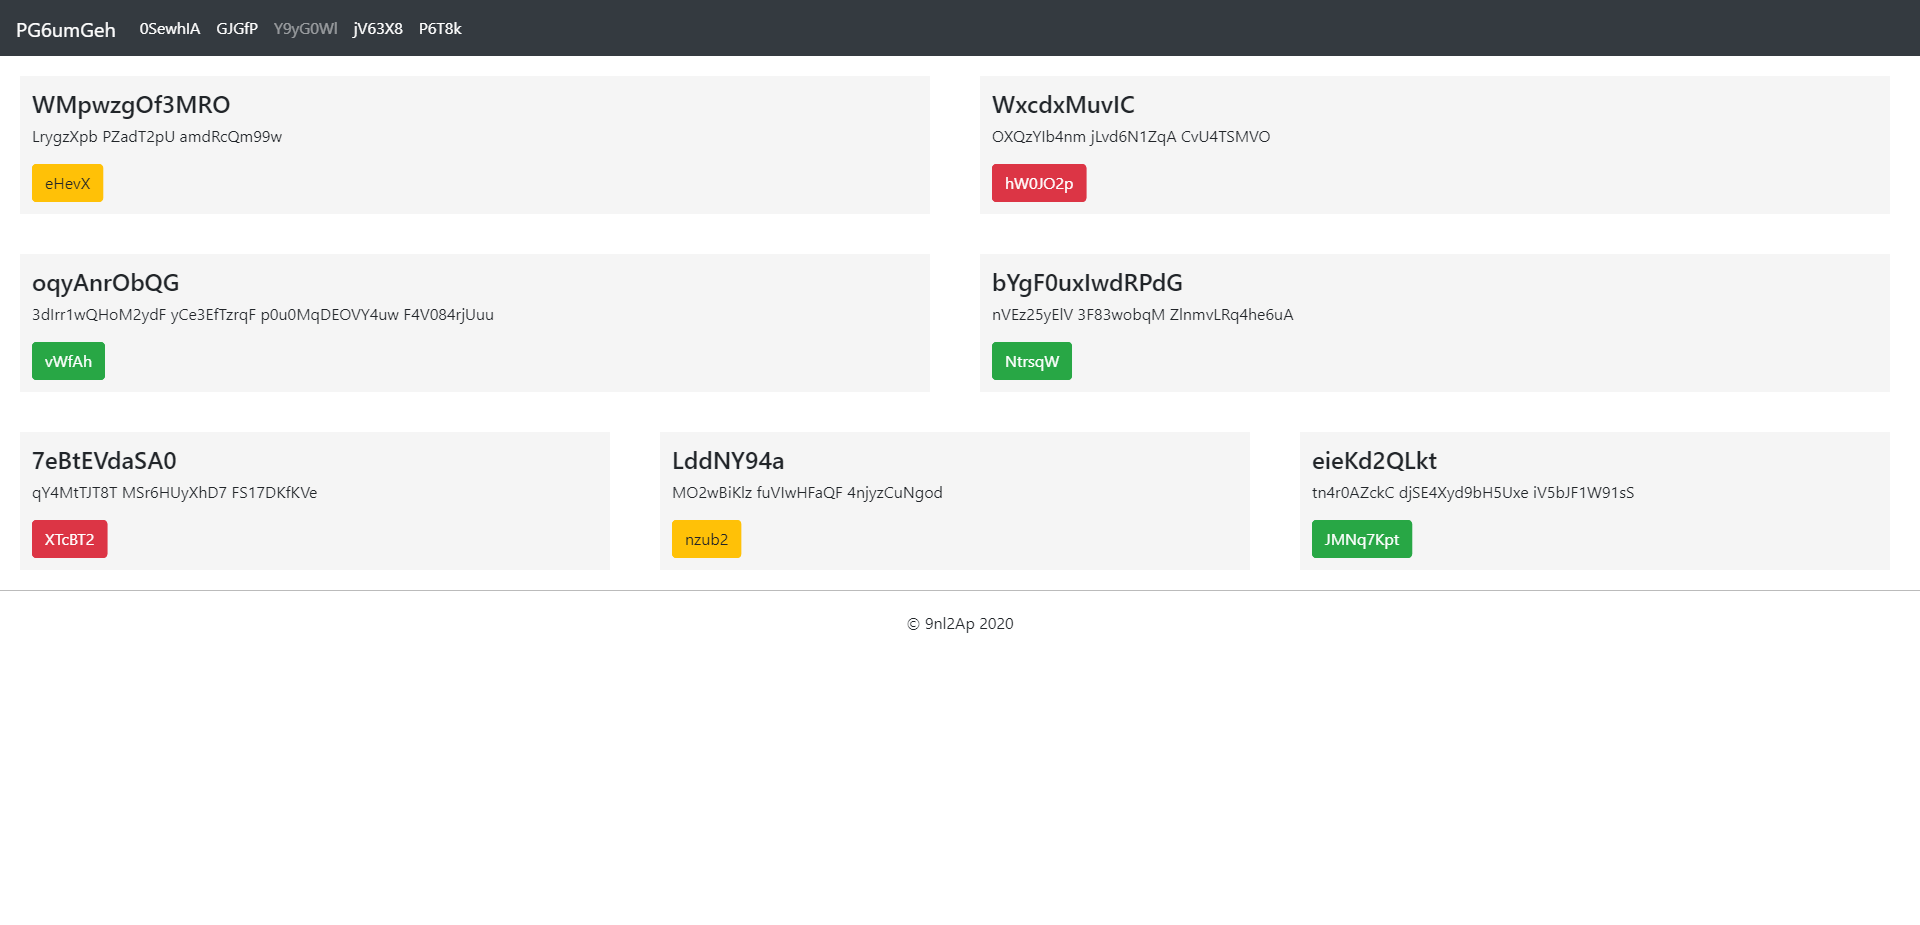 PG6umGeh 0SewhIA GJGfP Y9yG0Wl jV63X8 P6T8k
WMpwzgOf3MRO
LrygzXpb PZadT2pU amdRcQm99w
eHevX
WxcdxMuvIC
OXQzYIb4nm jLvd6N1ZqA CvU4TSMVO
hW0JO2p
oqyAnrObQG
3dIrr1wQHoM2ydF yCe3EfTzrqF p0u0MqDEOVY4uw F4V084rjUuu
vWfAh
bYgF0uxIwdRPdG
nVEz25yElV 3F83wobqM ZlnmvLRq4he6uA
NtrsqW
7eBtEVdaSA0
qY4MtTJT8T MSr6HUyXhD7 FS17DKfKVe
XTcBT2
LddNY94a
MO2wBiKlz fuVIwHFaQF 4njyzCuNgod
nzub2
eieKd2QLkt
tn4r0AZckC djSE4Xyd9bH5Uxe iV5bJF1W91sS
JMNq7Kpt
© 9nl2Ap 2020